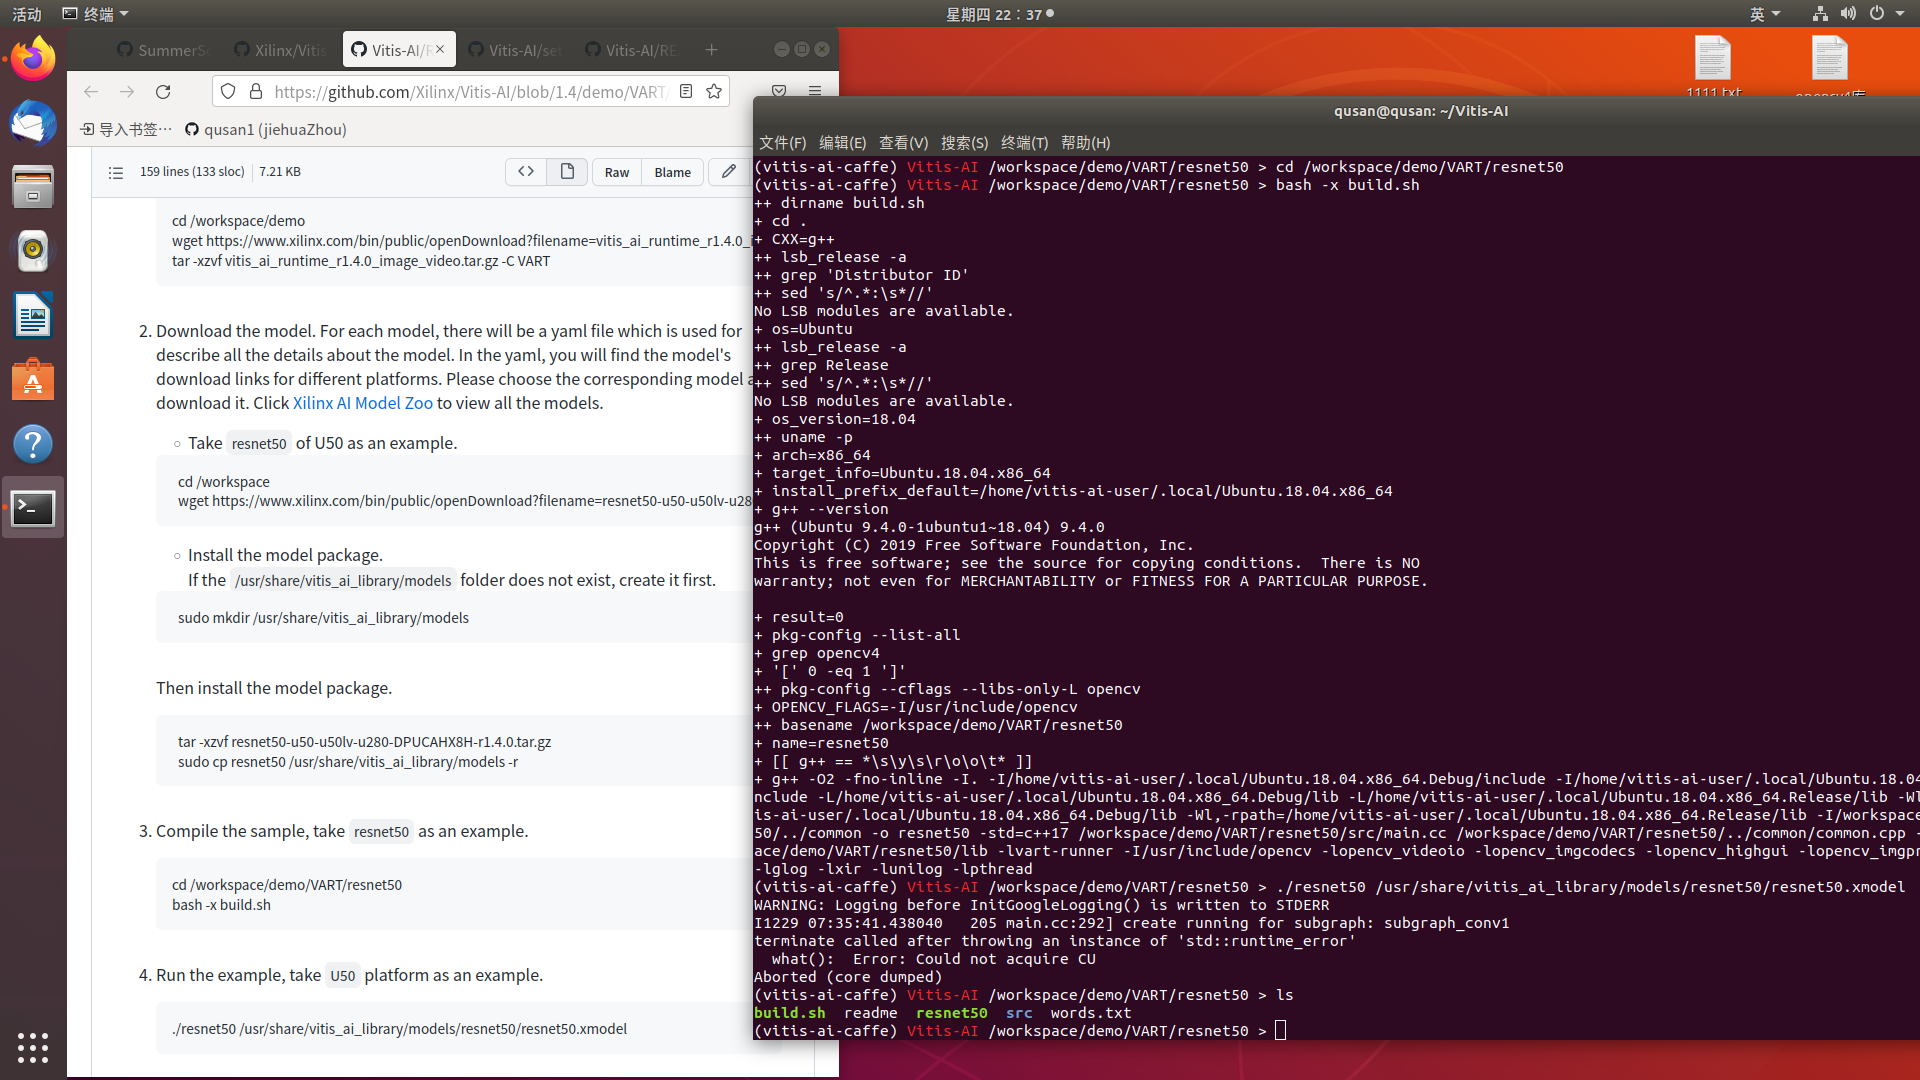 活动
终端
星期四 22：37
英
SummerS
Xilinx/Vitis
Vitis-AI/R
Vitis-AI/set
Vitis-AI/RE
https://github.com/Xilinx/Vitis-AI/blob/1.4/demo/VART/
导入书签…
qusan1 (jiehuaZhou)
159 lines (133 sloc)
7.21 KB
Raw
Blame
cd /workspace/demo
wget https://www.xilinx.com/bin/public/openDownload?filename=vitis_ai_runtime_r1.4.0_i
tar -xzvf vitis_ai_runtime_r1.4.0_image_video.tar.gz -C VART
2. Download the model. For each model, there will be a yaml file which is used for
describe all the details about the model. In the yaml, you will find the model's
download links for different platforms. Please choose the corresponding model a
download it. Click Xilinx AI Model Zoo to view all the models.
Take resnet50 of U50 as an example.
cd /workspace
wget https://www.xilinx.com/bin/public/openDownload?filename=resnet50-u50-u50lv-u28
Install the model package.
If the /usr/share/vitis_ai_library/models folder does not exist, create it first.
sudo mkdir /usr/share/vitis_ai_library/models
Then install the model package.
tar -xzvf resnet50-u50-u50lv-u280-DPUCAHX8H-r1.4.0.tar.gz
sudo cp resnet50 /usr/share/vitis_ai_library/models -r
3. Compile the sample, take resnet50 as an example.
cd /workspace/demo/VART/resnet50
bash -x build.sh
4. Run the example, take U50 platform as an example.
./resnet50 /usr/share/vitis_ai_library/models/resnet50/resnet50.xmodel
1111.txt
qusan@qusan: ~/Vitis-AI
文件(F) 编辑(E) 查看(V) 搜索(S) 终端(T) 帮助(H)
(vitis-ai-caffe) Vitis-AI /workspace/demo/VART/resnet50 > cd /workspace/demo/VART/resnet50
(vitis-ai-caffe) Vitis-AI /workspace/demo/VART/resnet50 > bash -x build.sh
++ dirname build.sh
+ cd .
+ CXX=g++
++ lsb_release -a
++ grep 'Distributor ID'
++ sed 's/^.*:\s*//'
No LSB modules are available.
+ os=Ubuntu
++ lsb_release -a
++ grep Release
++ sed 's/^.*:\s*//'
No LSB modules are available.
+ os_version=18.04
++ uname -p
+ arch=x86_64
+ target_info=Ubuntu.18.04.x86_64
+ install_prefix_default=/home/vitis-ai-user/.local/Ubuntu.18.04.x86_64
+ g++ --version
g++ (Ubuntu 9.4.0-1ubuntu1~18.04) 9.4.0
Copyright (C) 2019 Free Software Foundation, Inc.
This is free software; see the source for copying conditions.  There is NO
warranty; not even for MERCHANTABILITY or FITNESS FOR A PARTICULAR PURPOSE.
+ result=0
+ pkg-config --list-all
+ grep opencv4
+ '[' 0 -eq 1 ']'
++ pkg-config --cflags --libs-only-L opencv
+ OPENCV_FLAGS=-I/usr/include/opencv
++ basename /workspace/demo/VART/resnet50
+ name=resnet50
+ [[ g++ == *\s\y\s\r\o\o\t* ]]
+ g++ -O2 -fno-inline -I. -I/home/vitis-ai-user/.local/Ubuntu.18.04.x86_64.Debug/include -I/home/vitis-ai-user/.local/Ubuntu.18.04
nclude -L/home/vitis-ai-user/.local/Ubuntu.18.04.x86_64.Debug/lib -L/home/vitis-ai-user/.local/Ubuntu.18.04.x86_64.Release/lib -Wl
is-ai-user/.local/Ubuntu.18.04.x86_64.Debug/lib -Wl,-rpath=/home/vitis-ai-user/.local/Ubuntu.18.04.x86_64.Release/lib -I/workspace
50/../common -o resnet50 -std=c++17 /workspace/demo/VART/resnet50/src/main.cc /workspace/demo/VART/resnet50/../common/common.cpp -
ace/demo/VART/resnet50/lib -lvart-runner -I/usr/include/opencv -lopencv_videoio -lopencv_imgcodecs -lopencv_highgui -lopencv_imgpr
-lglog -lxir -lunilog -lpthread
(vitis-ai-caffe) Vitis-AI /workspace/demo/VART/resnet50 > ./resnet50 /usr/share/vitis_ai_library/models/resnet50/resnet50.xmodel
WARNING: Logging before InitGoogleLogging() is written to STDERR
I1229 07:35:41.438040   205 main.cc:292] create running for subgraph: subgraph_conv1
terminate called after throwing an instance of 'std::runtime_error'
  what():  Error: Could not acquire CU
Aborted (core dumped)
(vitis-ai-caffe) Vitis-AI /workspace/demo/VART/resnet50 > ls
build.sh  readme  resnet50  src  words.txt
(vitis-ai-caffe) Vitis-AI /workspace/demo/VART/resnet50 >